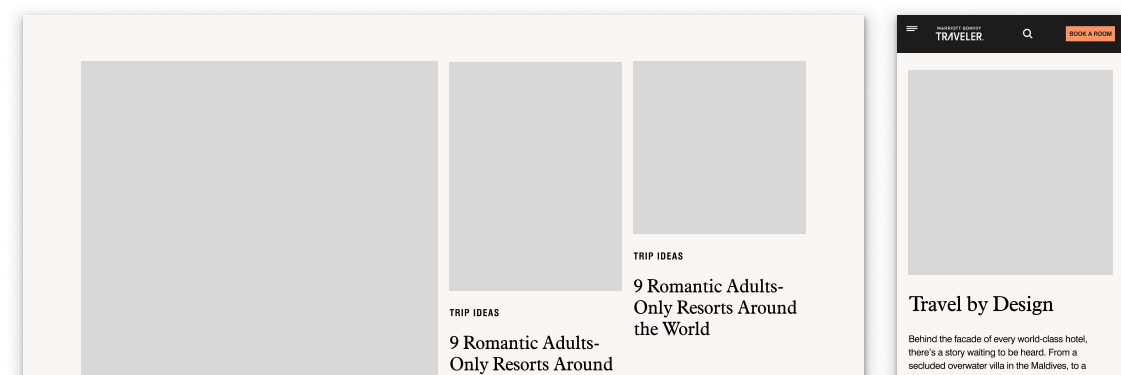 TRIP IDEAS
9 Romantic Adults-
Only Resorts Around
TRIP IDEAS
9 Romantic Adults-
Only Resorts Around
the World
MARRIOTT BONVOY
TRAVELER.
BOOK A ROOM
Travel by Design
Behind the facade of every world-class hotel,
there's a story waiting to be heard. From a
secluded overwater villa in the Maldives, to a